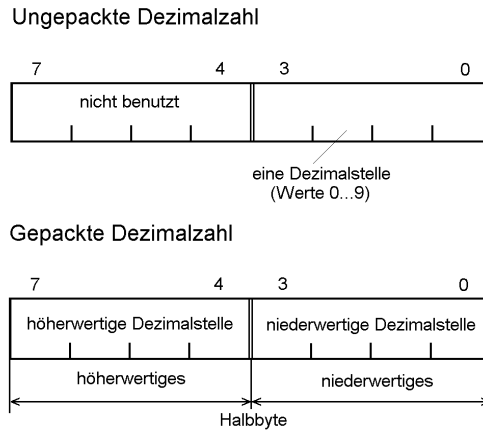 Ungepackte Dezimalzahl
7 4 3 0
nicht benutzt
eine Dezimalstelle
(Werte 0...9)
Gepackte Dezimalzahl
7 4 3 0
höherwertige Dezimalstelle niederwertige Dezimalstelle
höherwertiges niederwertiges
Halbbyte